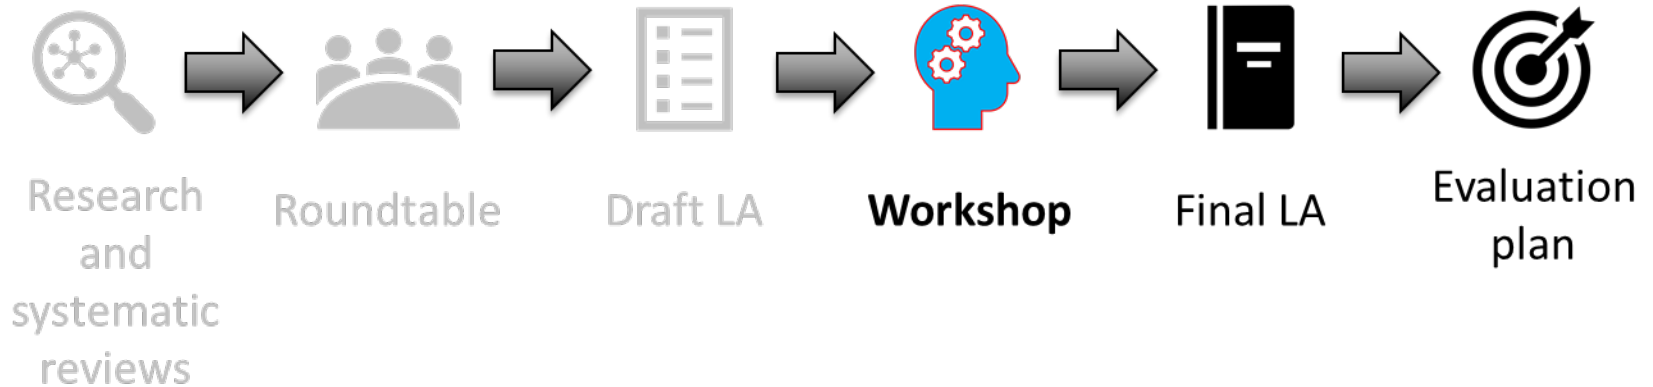 Research
and
systematic
reviews
Roundtable
Draft LA
Workshop
Final LA
Evaluation
plan